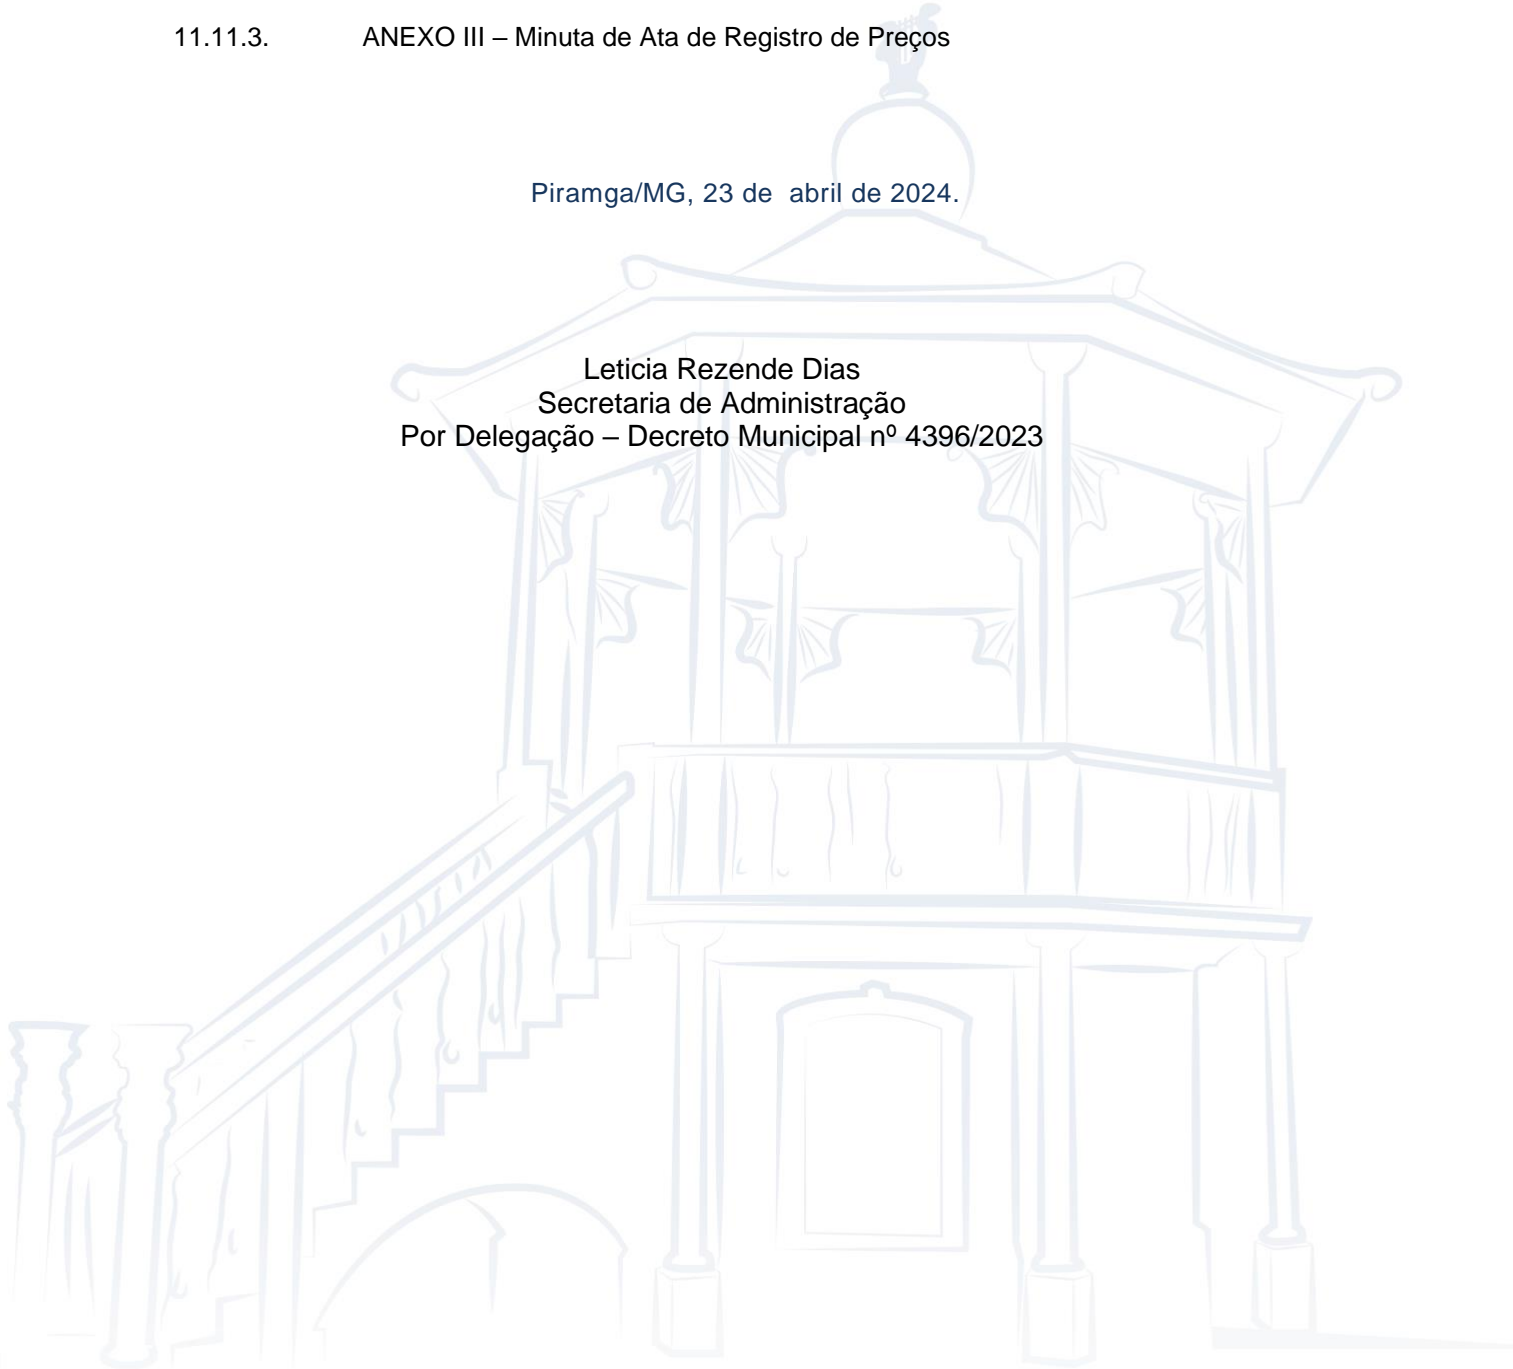 11.11.3. ANEXO III – Minuta de Ata de Registro de Preços
Piramga/MG, 23 de abril de 2024.
Leticia Rezende Dias
Secretaria de Administração
Por Delegação – Decreto Municipal nº 4396/2023